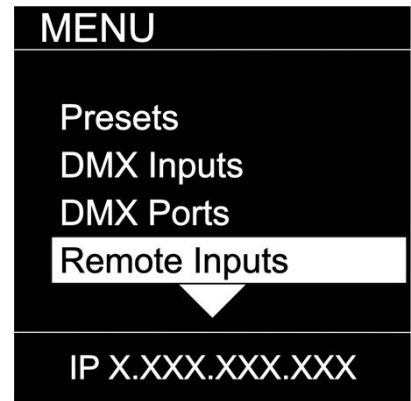 MENU
Presets
DMX Inputs
DMX Ports
Remote Inputs
IP X.XXX.XXX.XXX